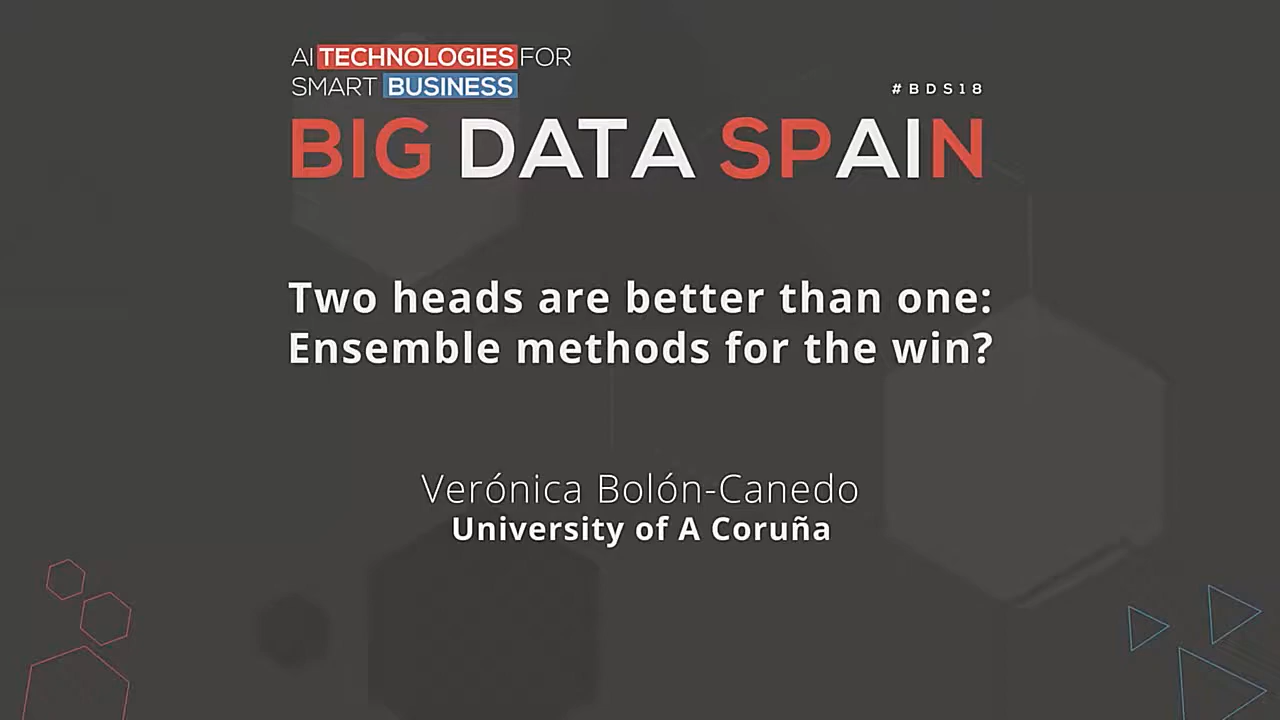 AI TECHNOLOGIES FOR
SMART BUSINESS
#BDS18
BIG DATA SPAIN
Two heads are better than one:
Ensemble methods for the win?
Verónica Bolón-Canedo
University of A Coruña